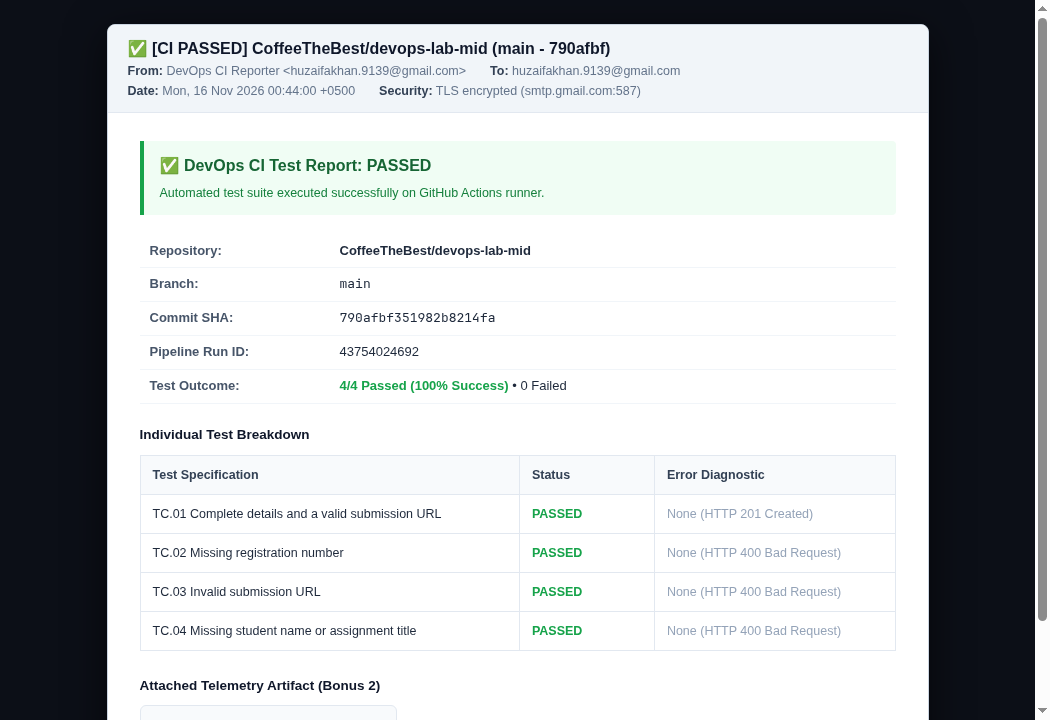 ✅ [CI PASSED] CoffeeTheBest/devops-lab-mid (main - 790afbf)
From: DevOps CI Reporter <huzaifakhan.9139@gmail.com> To: huzaifakhan.9139@gmail.com
Date: Mon, 16 Nov 2026 00:44:00 +0500 Security: TLS encrypted (smtp.gmail.com:587)
✅ DevOps CI Test Report: PASSED
Automated test suite executed successfully on GitHub Actions runner.
Repository: CoffeeTheBest/devops-lab-mid
Branch: main
Commit SHA: 790afbf351982b8214fa
Pipeline Run ID: 43754024692
Test Outcome: 4/4 Passed (100% Success) • 0 Failed
Individual Test Breakdown
Test Specification Status Error Diagnostic
TC.01 Complete details and a valid submission URL PASSED None (HTTP 201 Created)
TC.02 Missing registration number PASSED None (HTTP 400 Bad Request)
TC.03 Invalid submission URL PASSED None (HTTP 400 Bad Request)
TC.04 Missing student name or assignment title PASSED None (HTTP 400 Bad Request)
Attached Telemetry Artifact (Bonus 2)